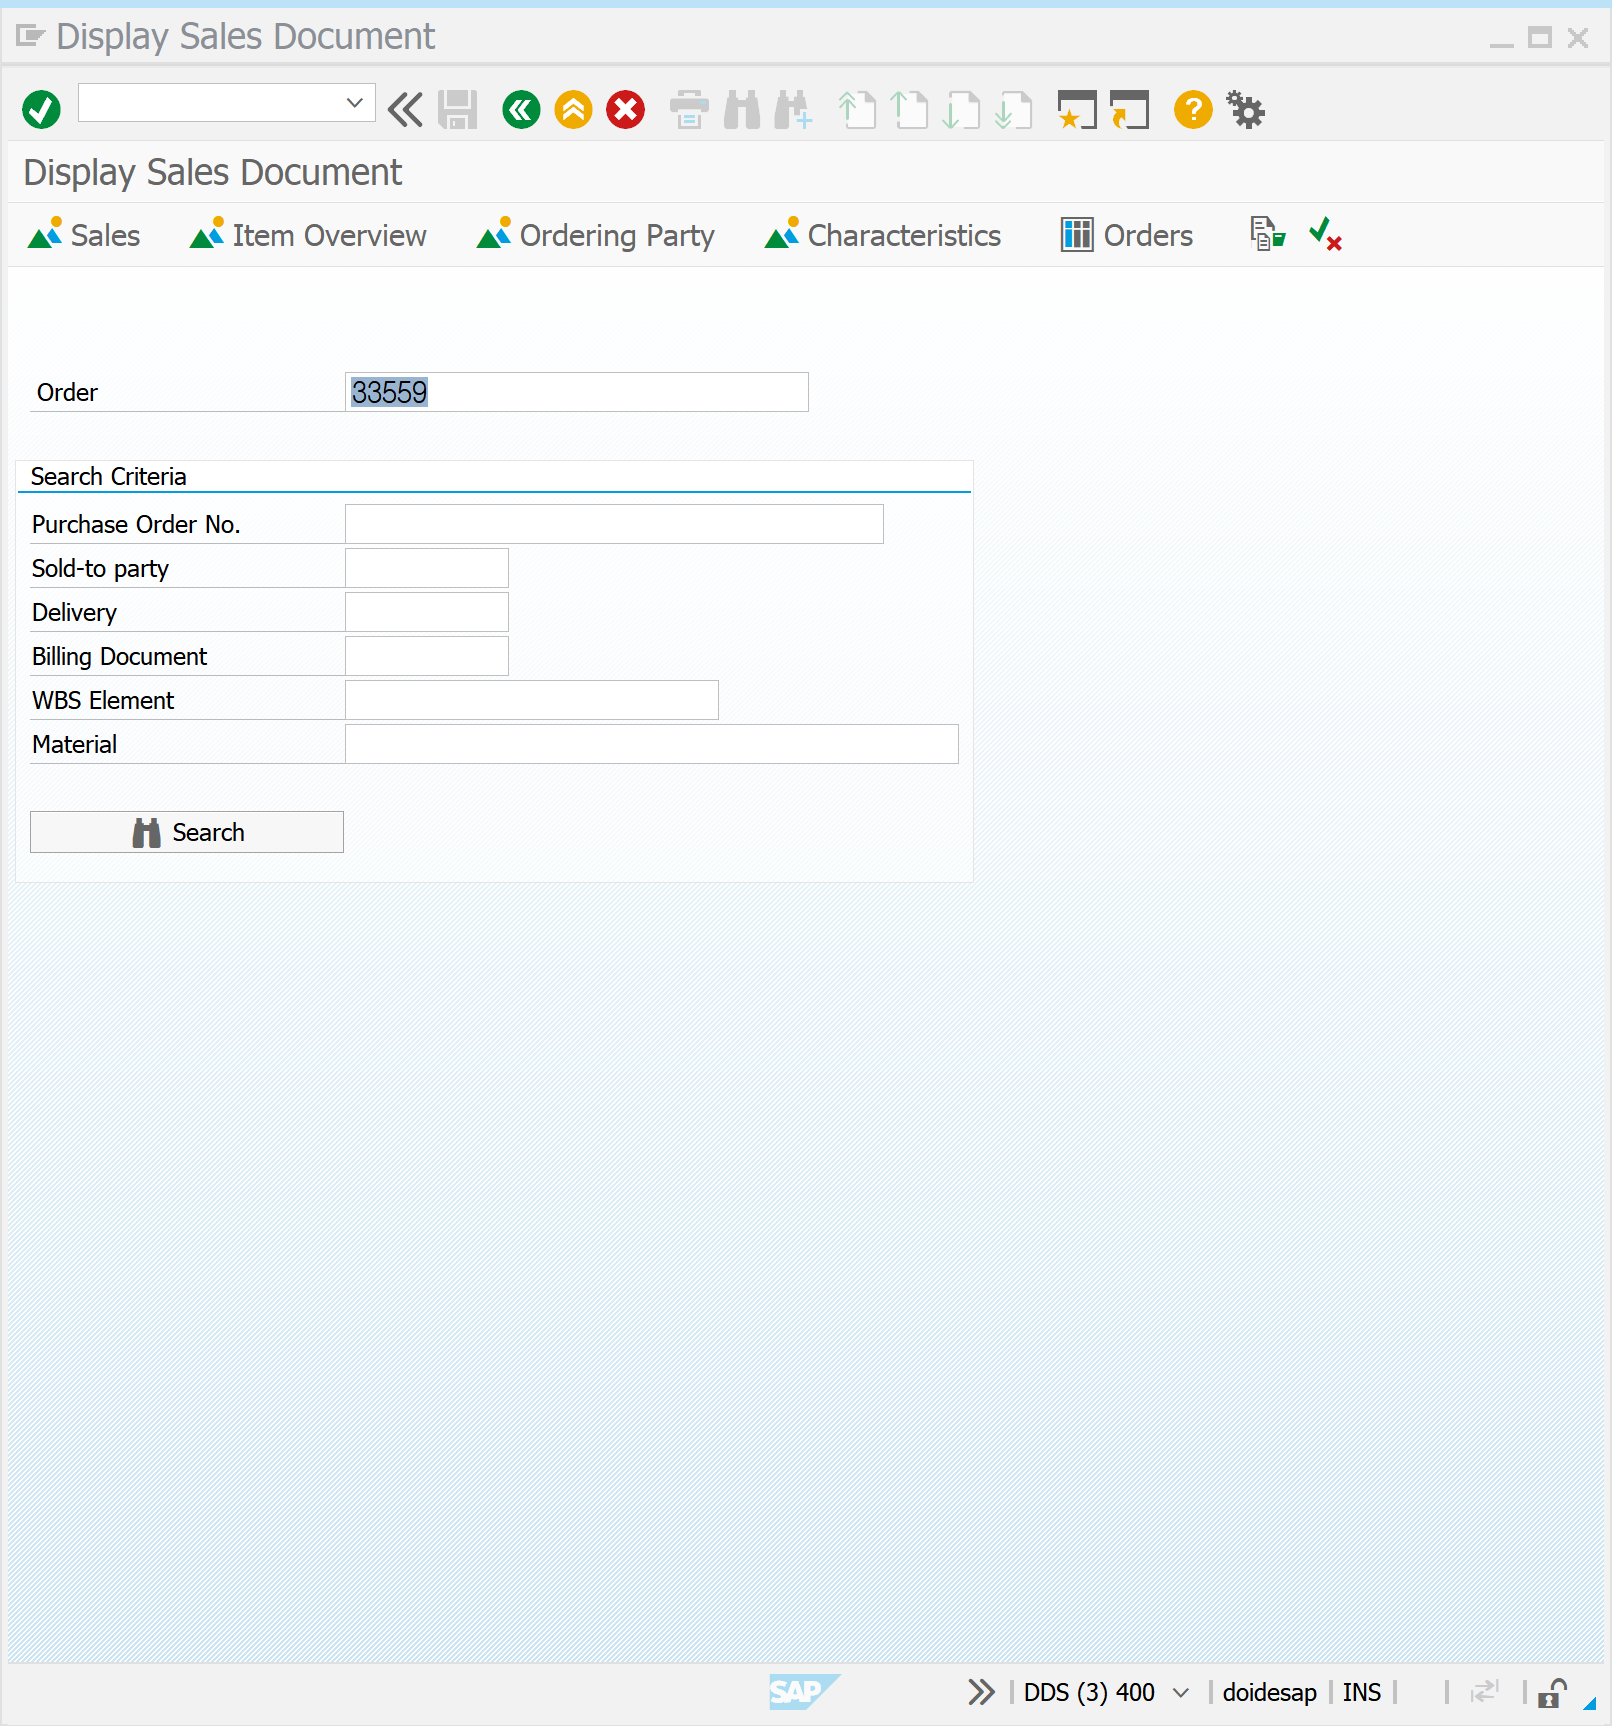 Display Sales Document
Display Sales Document
Sales Item Overview Ordering Party Characteristics Orders
Order 33559
Search Criteria
Purchase Order No.
Sold-to party
Delivery
Billing Document
WBS Element
Material
Search
SAP DDS (3) 400 doidesap INS